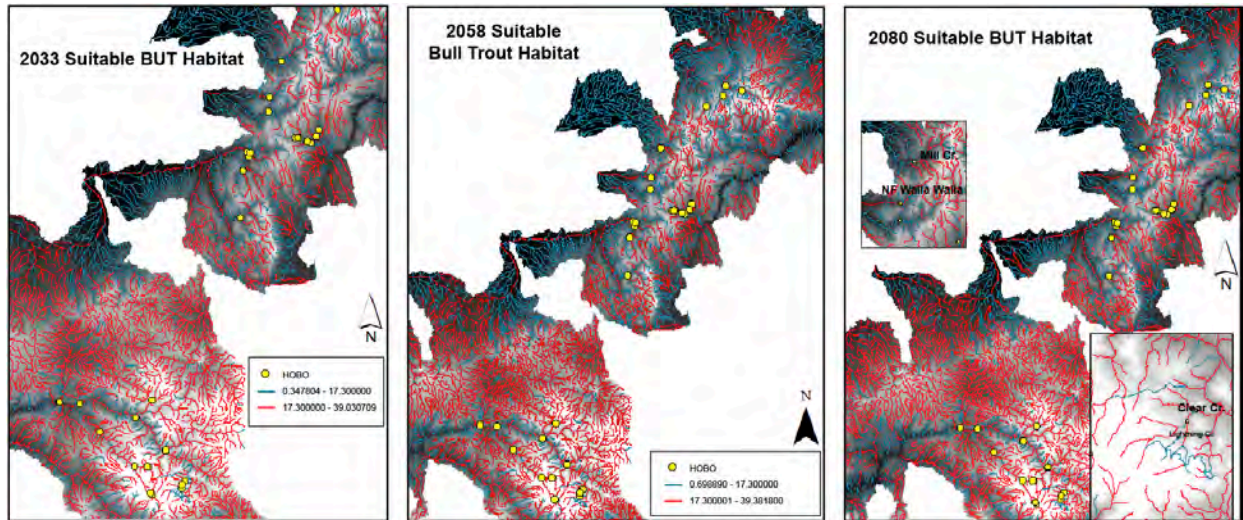 2033 Suitable BUT Habitat
N
HOBO
0.347804 - 17.300000
17.300000 - 39.030709
2058 Suitable
Bull Trout Habitat
N
HOBO
0.698890 - 17.300000
17.300001 - 39.381800
2080 Suitable BUT Habitat
Mill Cr.
NF Walla Walla
N
Clear Cr.
Lightning Cr.